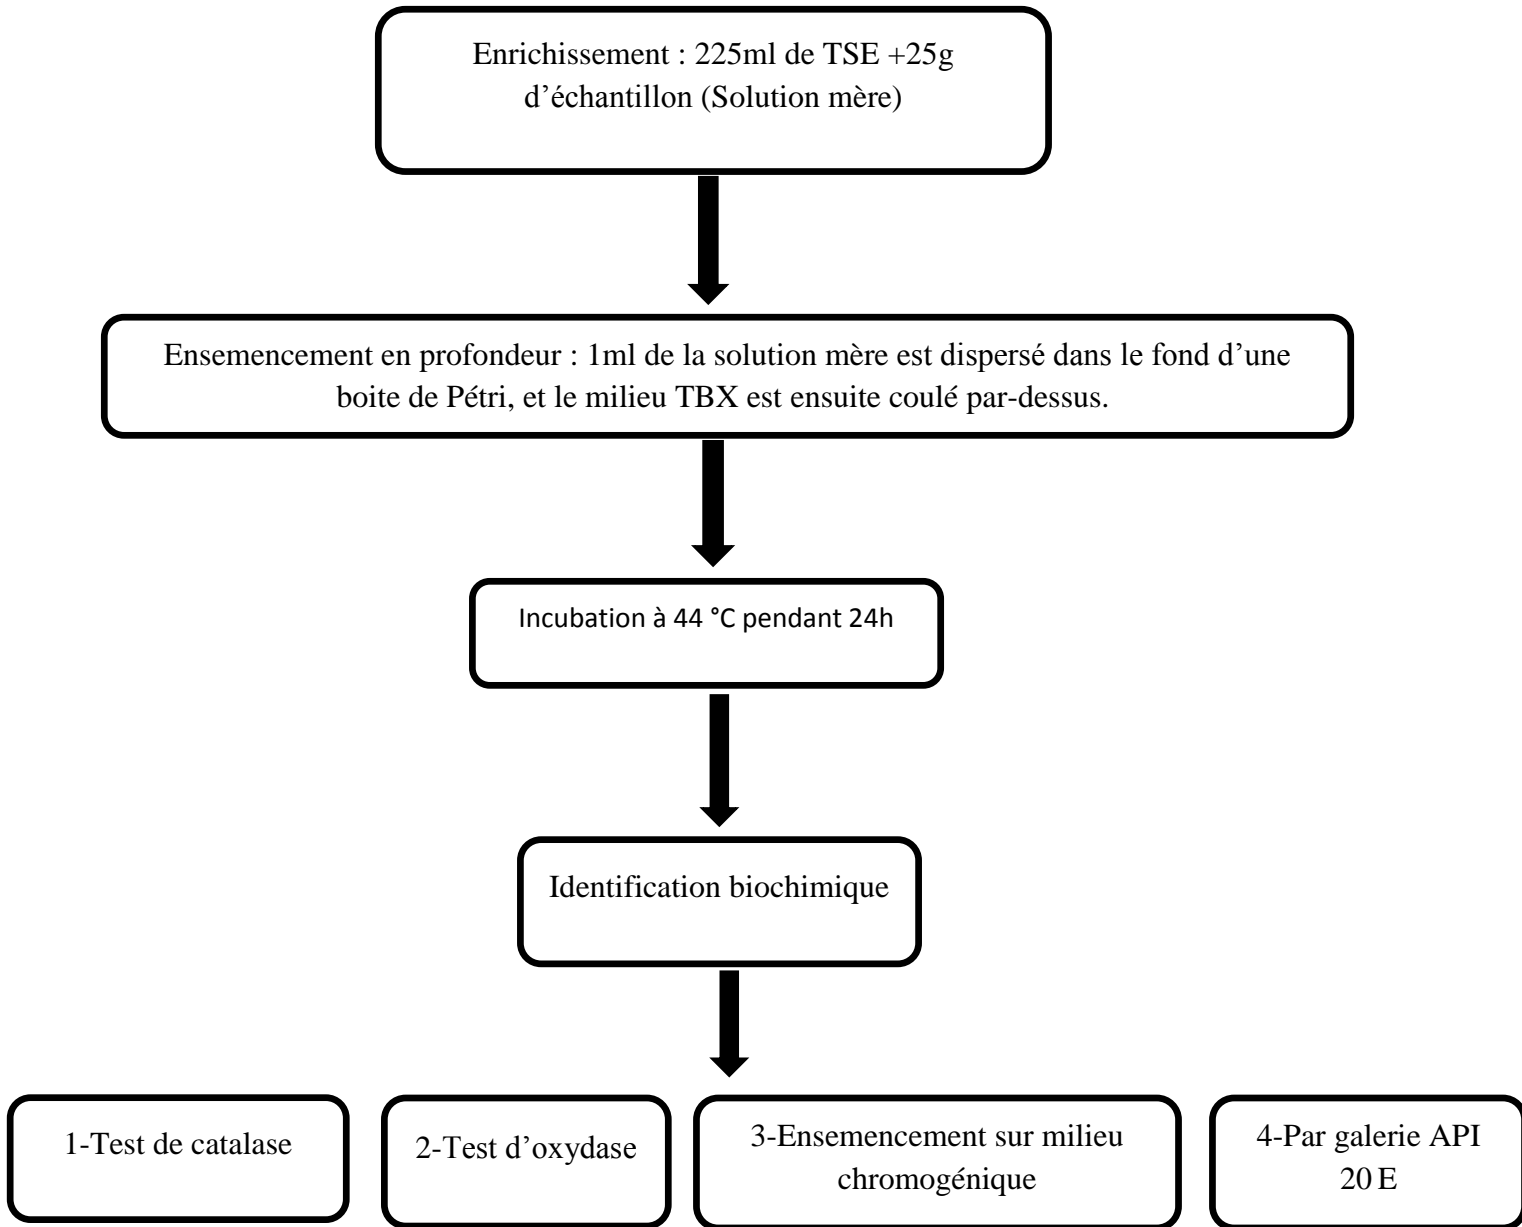 Enrichissement : 225ml de TSE +25g
d’échantillon (Solution mère)
Ensemencement en profondeur : 1ml de la solution mère est dispersé dans le fond d’une
boite de Pétri, et le milieu TBX est ensuite coulé par-dessus.
Incubation à 44 °C pendant 24h
Identification biochimique
1-Test de catalase
2-Test d’oxydase
3-Ensemencement sur milieu
chromogénique
4-Par galerie API
20 E